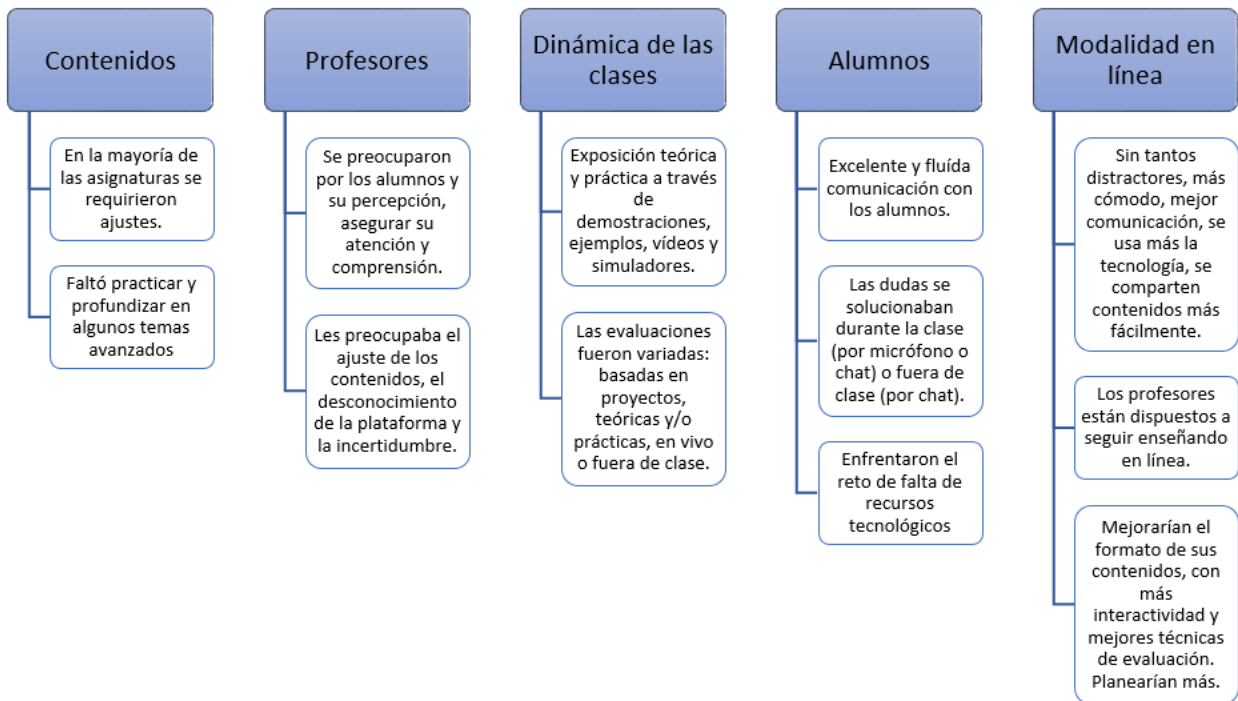 Contenidos
En la mayoría de
las asignaturas se
requirieron
ajustes.
Faltó practicar y
profundizar en
algunos temas
avanzados
Profesores
Se preocuparon
por los alumnos y
su percepción,
asegurar su
atención y
comprensión.
Les preocupaba el
ajuste de los
contenidos, el
desconocimiento
de la plataforma y
la incertidumbre.
Dinámica de las
clases
Exposición teórica
y práctica a través
de
demostraciones,
ejemplos, vídeos y
simuladores.
Las evaluaciones
fueron variadas:
basadas en
proyectos,
teóricas y/o
prácticas, en vivo
o fuera de clase.
Alumnos
Excelente y fluída
comunicación con
los alumnos.
Las dudas se
solucionaban
durante la clase
(por micrófono o
chat) o fuera de
clase (por chat).
Enfrentaron el
reto de falta de
recursos
tecnológicos
Modalidad en
línea
Sin tantos
distractores, más
cómodo, mejor
comunicación, se
usa más la
tecnología, se
comparten
contenidos más
fácilmente.
Los profesores
están dispuestos a
seguir enseñando
en línea.
Mejorarían el
formato de sus
contenidos, con
más
interactividad y
mejores técnicas
de evaluación.
Planearían más.